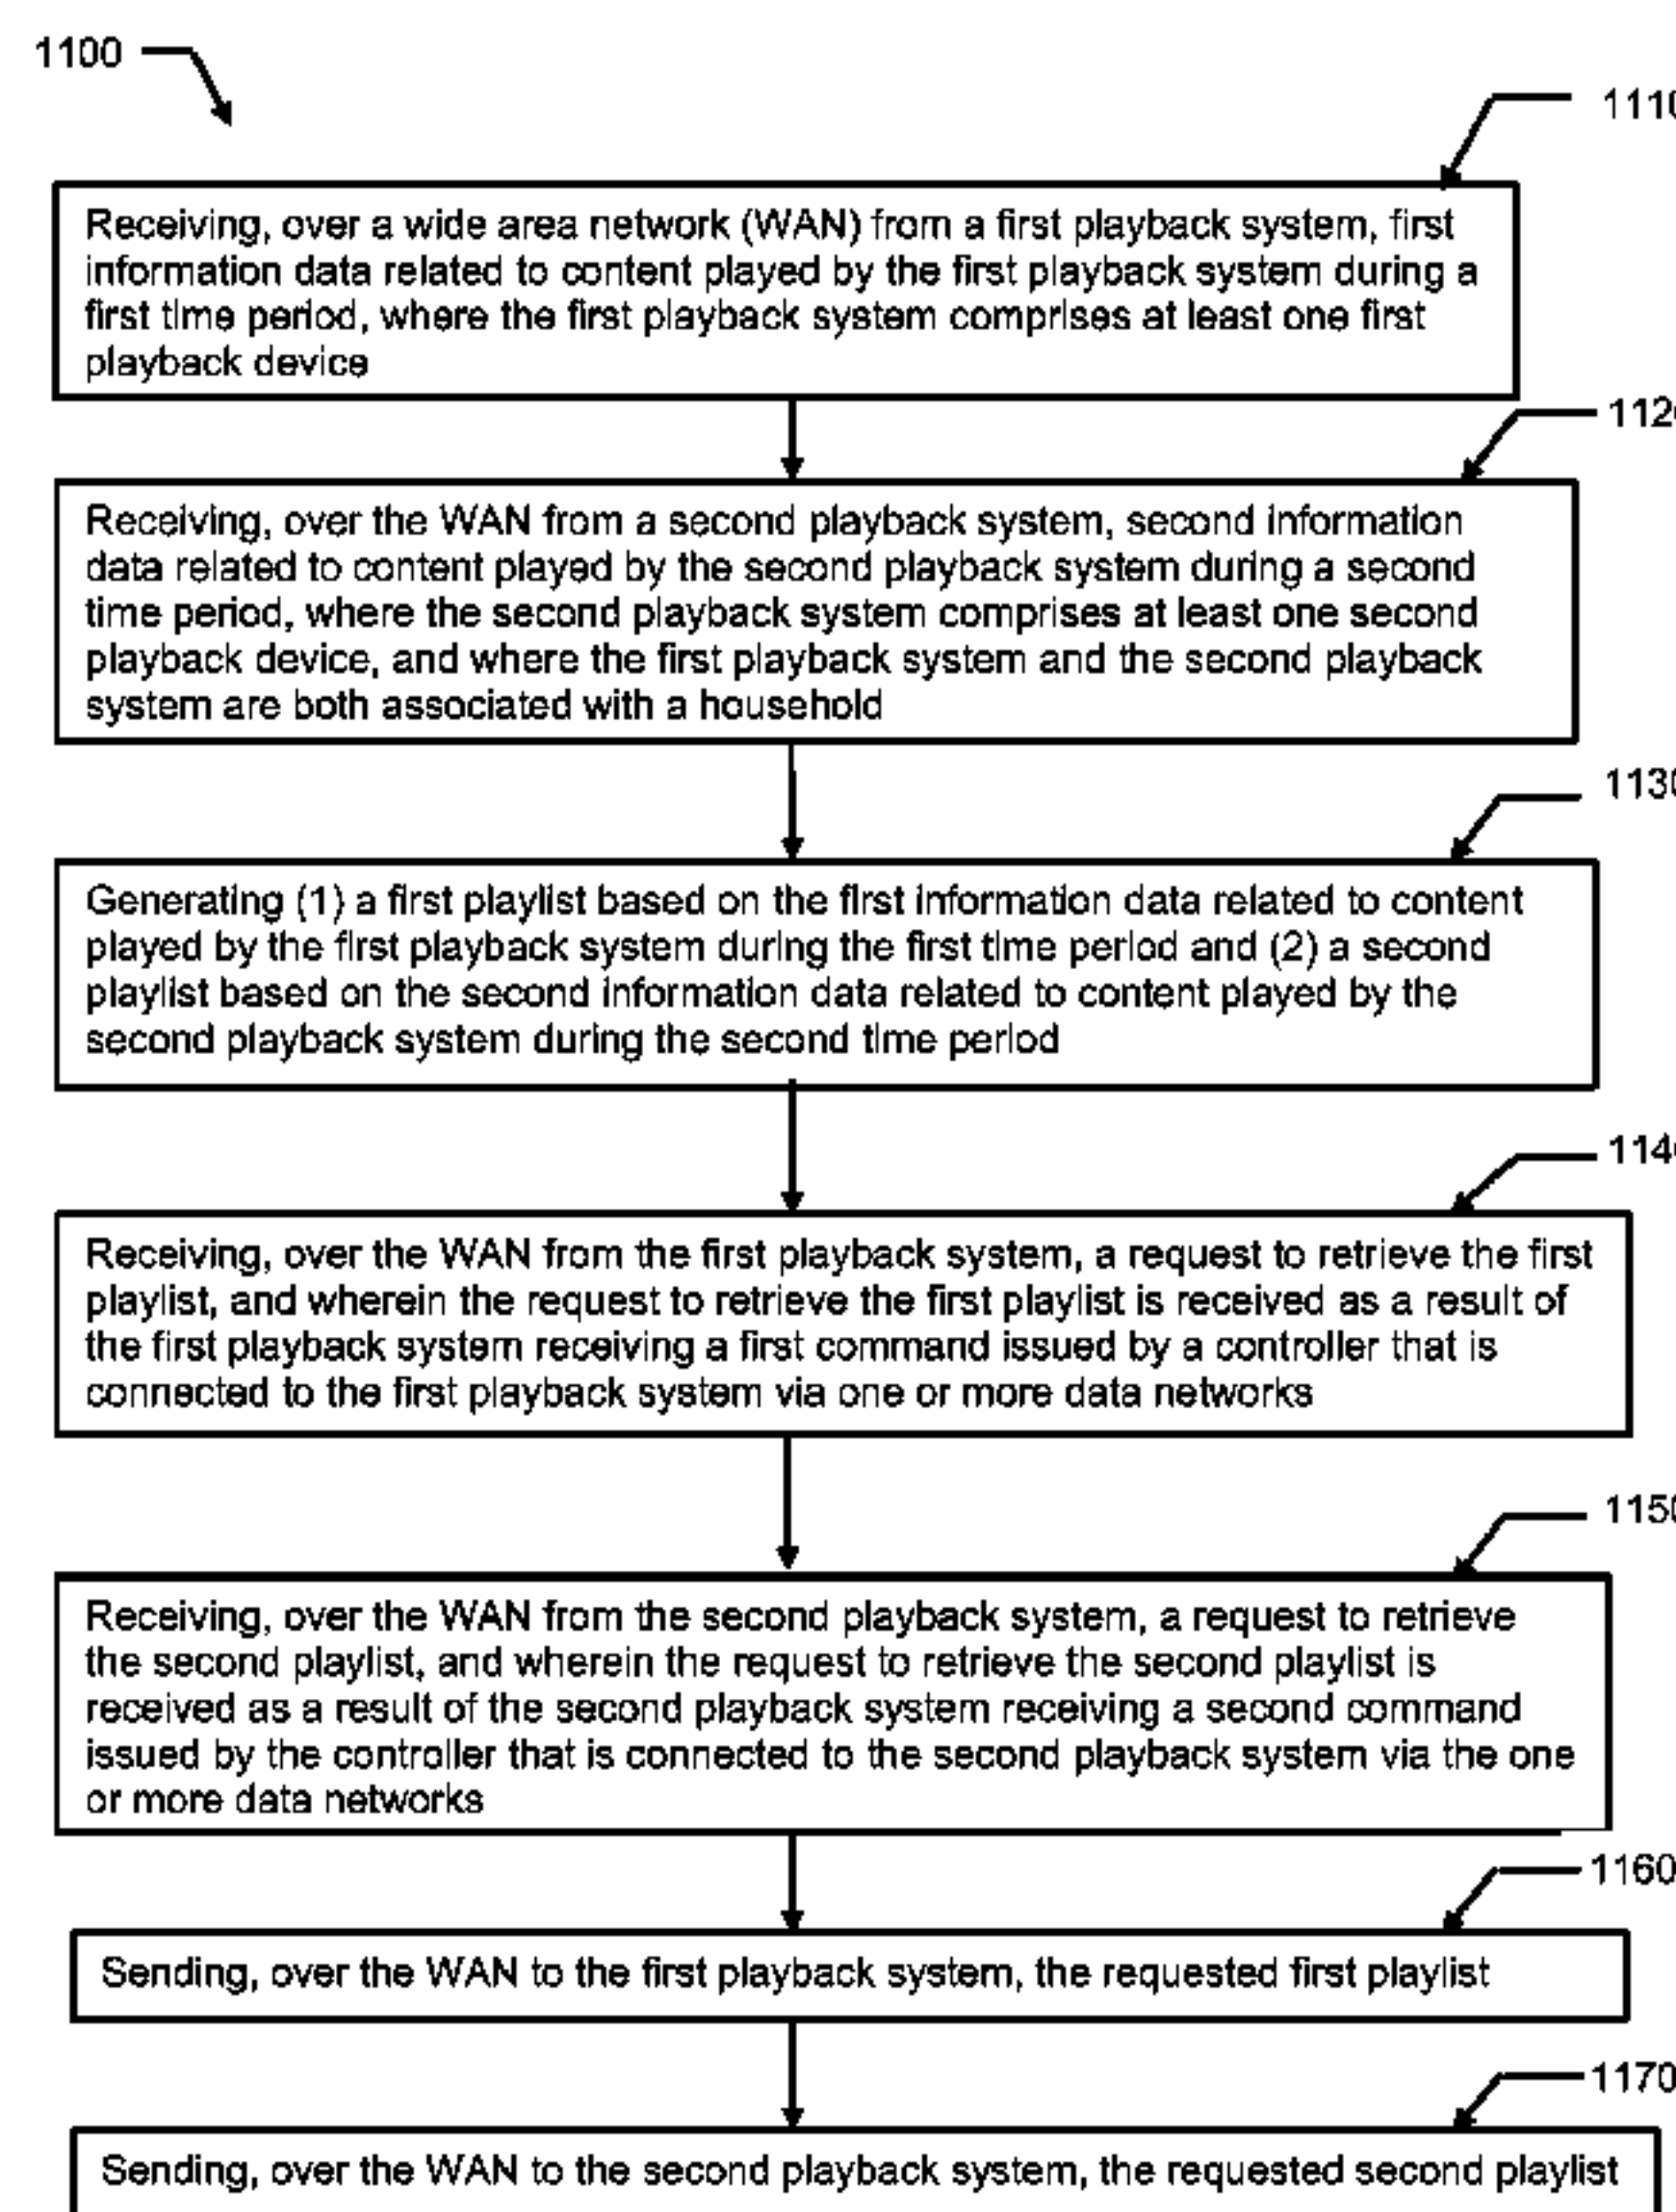 1100
1110
Receiving, over a wide area network (WAN) from a first playback system, first
information data related to content played by the first playback system during a
first time period, where the first playback system comprises at least one first
playback device
112
Receiving, over the WAN from a second playback system, second information
data related to content played by the second playback system during a second
time period, where the second playback system comprises at least one second
playback device, and where the first playback system and the second playback
system are both associated with a household
1130
Generating (1) a first playlist based on the first information data related to content
played by the first playback system during the first time period and (2) a second
playlist based on the second information data related to content played by the
second playback system during the second time period
114
Receiving, over the WAN from the first playback system, a request to retrieve the first
playlist, and wherein the request to retrieve the first playlist is received as a result of
the first playback system receiving a first command issued by a controller that is
connected to the first playback system via one or more data networks
1150
Receiving, over the WAN from the second playback system, a request to retrieve
the second playlist, and wherein the request to retrieve the second playlist is
received as a result of the second playback system receiving a second command
issued by the controller that is connected to the second playback system via the one
or more data networks
1160
Sending, over the WAN to the first playback system, the requested first playlist
1170
Sending, over the WAN to the second playback system, the requested second playlist